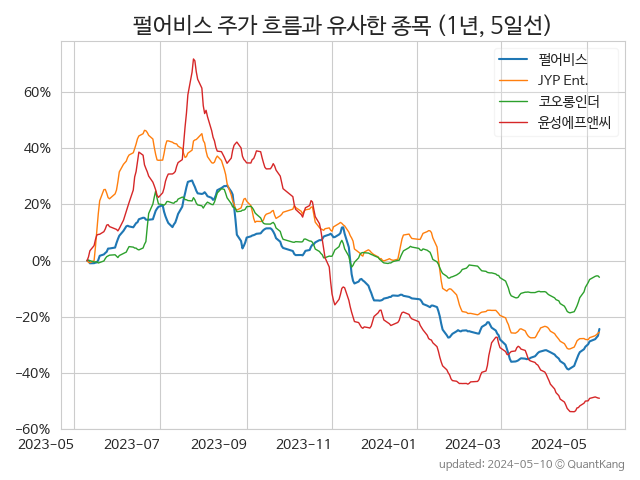 펄어비스 주가 흐름과 유사한 종목 (1년, 5일선)
펄어비스
JYP Ent.
코오롱인더
윤성에프앤씨
60%
40%
20%
0%
−20%
−40%
−60%
2023-05 2023-07 2023-09 2023-11 2024-01 2024-03 2024-05
updated: 2024-05-10 © QuantKang